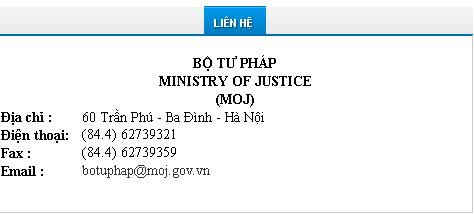 LIÊN HỆ
BỘ TƯ PHÁP
MINISTRY OF JUSTICE
(MOJ)
Địa chỉ : 60 Trần Phú - Ba Đình - Hà Nội
Điện thoại: (84.4) 62739321
Fax : (84.4) 62739359
Email : botuphap@moj.gov.vn